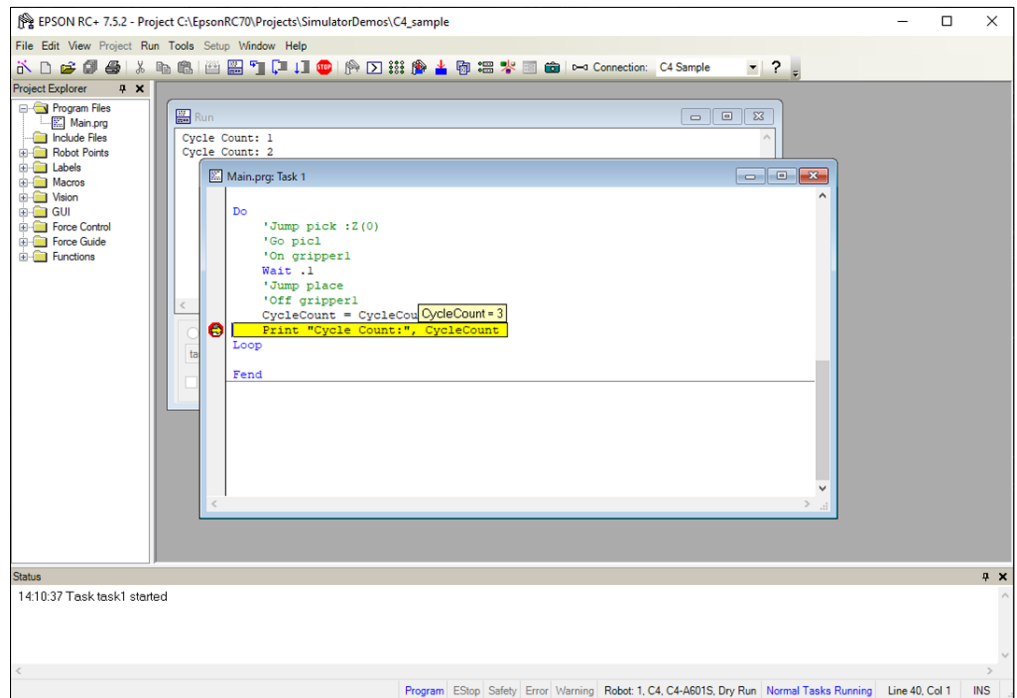 EPSON RC+ 7.5.2 - Project C:\EpsonRC70\Projects\SimulatorDemos\C4_sample
File Edit View Project Run Tools Setup Window Help
STOP Connection: C4 Sample ?
Project Explorer
Program Files
Main.prg
Include Files
Robot Points
Labels
Macros
Vision
GUI
Force Control
Force Guide
Functions
Run
Cycle Count: 1
Cycle Count: 2
ta
Main.prg: Task 1
Do
'Jump pick :Z(0)
'Go pic1
'On gripper1
Wait .1
'Jump place
'Off gripper1
CycleCount = CycleCou
CycleCount = 3
Print "Cycle Count:", CycleCount
Loop
Fend
Status
14:10:37 Task task1 started
Program EStop Safety Error Warning Robot: 1, C4, C4-A601S, Dry Run Normal Tasks Running Line 40, Col 1 INS